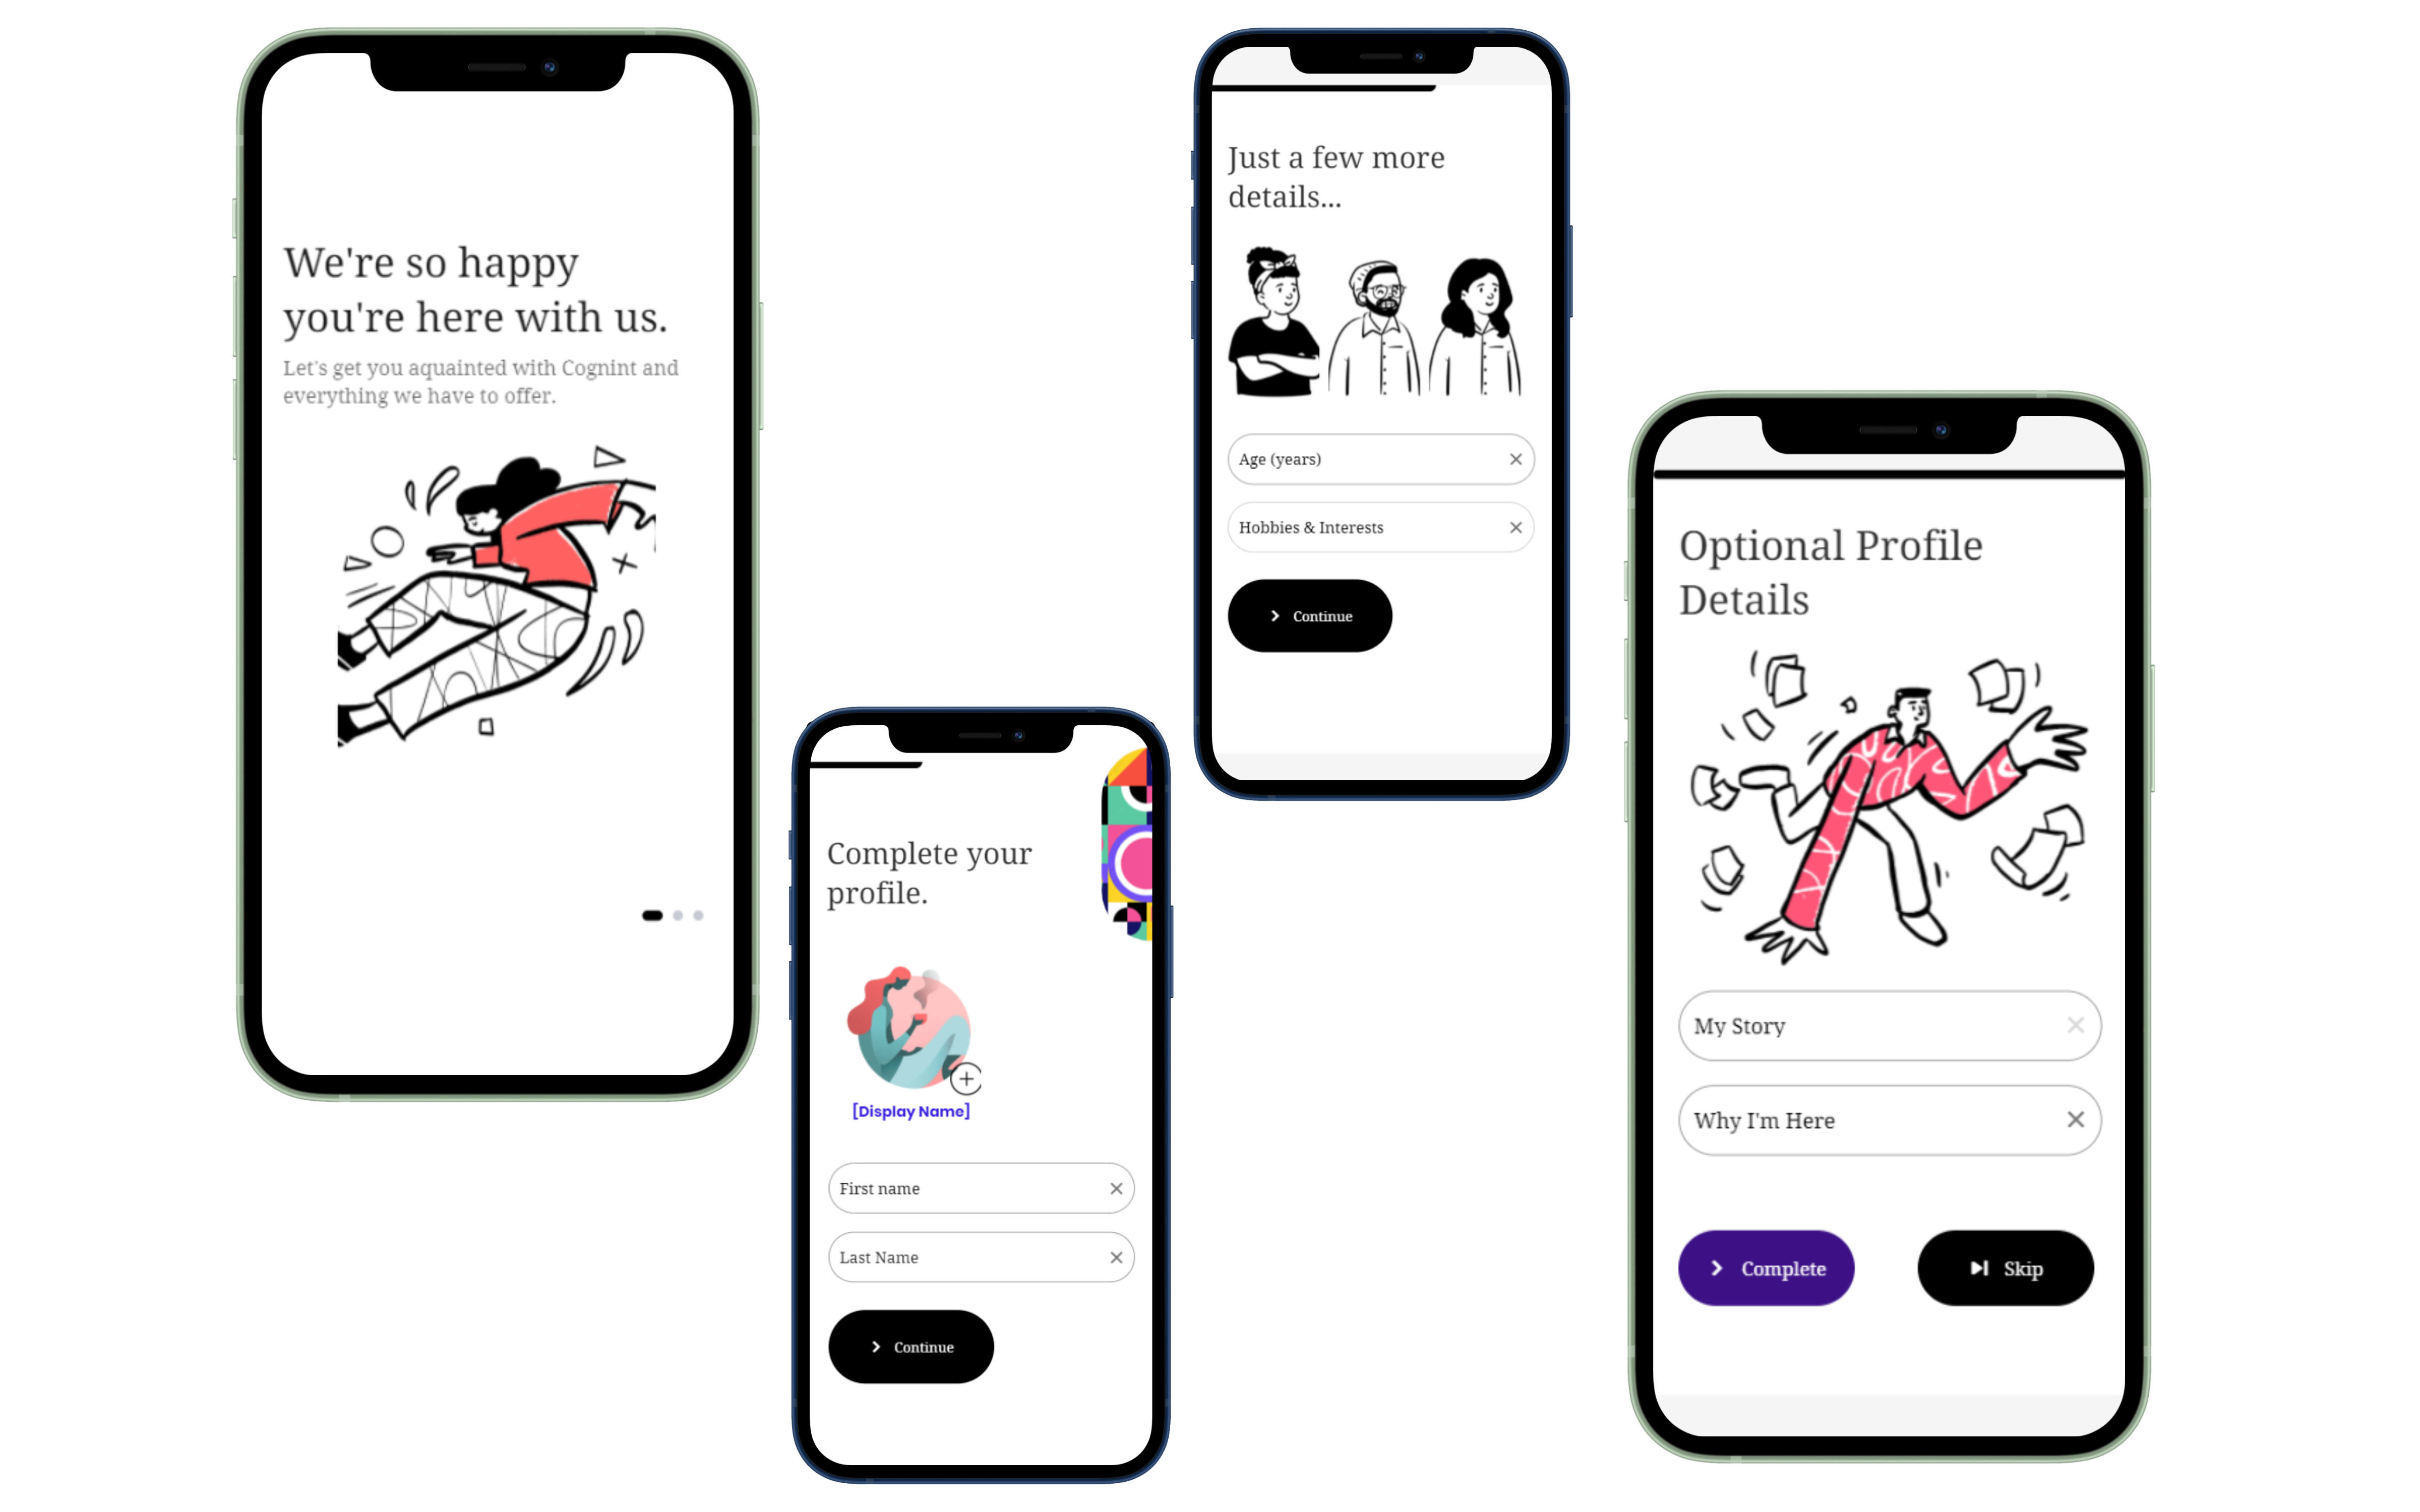 We're so happy
you're here with us.
Let's get you aquainted with Cognint and
everything we have to offer.
Complete your
profile.
[Display Name]
First name
Last Name
Continue
Just a few more
details...
Age (years)
Hobbies & Interests
Continue
Optional Profile
Details
My Story
Why I'm Here
Complete
Skip